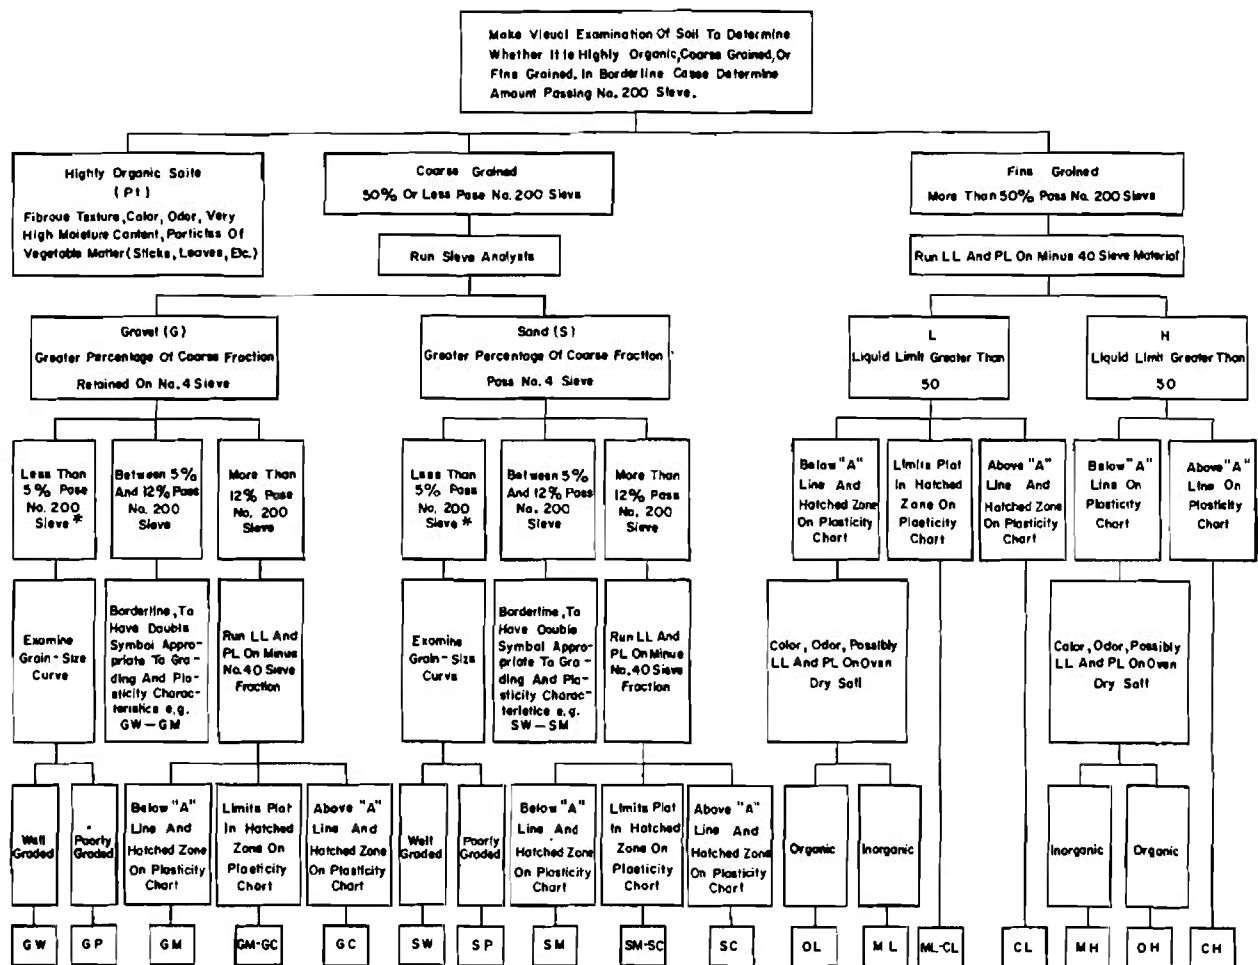 Make Visual Examination Of Soil To Determine
Whether It Is Highly Organic, Coarse Grained, Or
Fine Grained. In Borderline Cases Determine
Amount Passing No. 200 Sieve.
Highly Organic Soils
(Pt)
Fibrous Texture, Color, Odor, Very
High Moisture Content, Particles Of
Vegetable Matter (Sticks, Leaves, Etc.)
Coarse Grained
50% Or Less Pass No. 200 Sieve
Run Sieve Analysis
Fine Grained
More Than 50% Pass No. 200 Sieve
Run LL And PL On Minus 40 Sieve Material
Gravel (G)
Greater Percentage Of Coarse Fraction
Retained On No. 4 Sieve
Sand (S)
Greater Percentage Of Coarse Fraction
Pass No. 4 Sieve
L
Liquid Limit Greater Than
50
H
Liquid Limit Greater Than
50
Less Than
5% Pass
No. 200
Sieve *
Between 5%
And 12% Pass
No. 200
Sieve
More Than
12% Pass
No. 200
Sieve
Less Than
5% Pass
No. 200
Sieve *
Between 5%
And 12% Pass
No. 200
Sieve
More Than
12% Pass
No. 200
Sieve
Below "A"
Line And
Hatched Zone
On Plasticity
Chart
Limits Plot
In Hatched
Zone On
Plasticity
Chart
Above "A"
Line And
Hatched Zone
On Plasticity
Chart
Below "A"
Line On
Plasticity
Chart
Above "A"
Line On
Plasticity
Chart
Examine
Grain-Size
Curve
Borderline, To
Have Double
Symbol Appro-
priate To Gra-
ding And Pla-
sticity Charac-
teristics e.g.
GW-GM
Run LL And
PL On Minus
No. 40 Sieve
Fraction
Examine
Grain-Size
Curve
Borderline, To
Have Double
Symbol Appro-
priate To Gra-
ding And Pla-
sticity Charac-
teristics e.g.
SW-SM
Run LL And
PL On Minus
No. 40 Sieve
Fraction
Color, Odor, Possibly
LL And PL On Oven
Dry Soil
Color, Odor, Possibly
LL And PL On Oven
Dry Soil
Well
Graded
Poorly
Graded
Below "A"
Line And
Hatched Zone
On Plasticity
Chart
Limits Plot
In Hatched
Zone On
Plasticity
Chart
Above "A"
Line And
Hatched Zone
On Plasticity
Chart
Well
Graded
Poorly
Graded
Below "A"
Line And
Hatched Zone
On Plasticity
Chart
Limits Plot
In Hatched
Zone On
Plasticity
Chart
Above "A"
Line And
Hatched Zone
On Plasticity
Chart
Organic
Inorganic
Inorganic
Organic
GW
GP
GM
GM-GC
GC
SW
SP
SM
SM-SC
SC
OL
ML
ML-CL
CL
MH
OH
CH